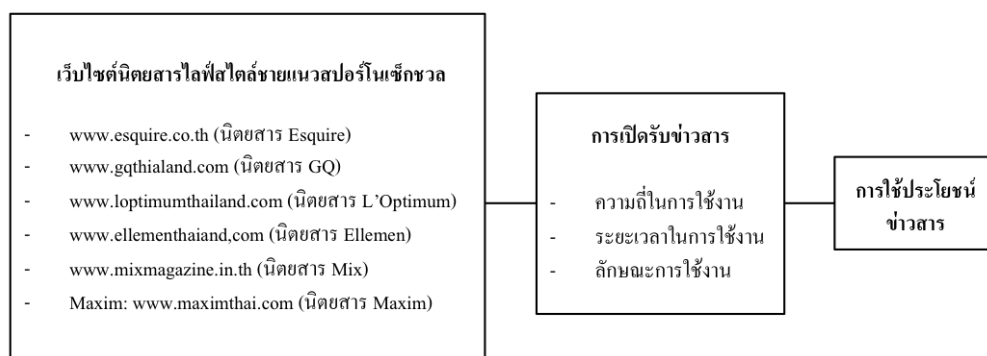 เว็บไซต์นิตยสารไลฟ์สไตล์ชายแนวสปอร์โนเซ็กชวล
- www.esquire.co.th (นิตยสาร Esquire)
- www.gqthialand.com (นิตยสาร GQ)
- www.loptimumthailand.com (นิตยสาร L’Optimum)
- www.ellementhaiand,com (นิตยสาร Ellemen)
- www.mixmagazine.in.th (นิตยสาร Mix)
- Maxim: www.maximthai.com (นิตยสาร Maxim)
การเปิดรับข่าวสาร
- ความถี่ในการใช้งาน
- ระยะเวลาในการใช้งาน
- ลักษณะการใช้งาน
การใช้ประโยชน์
ข่าวสาร